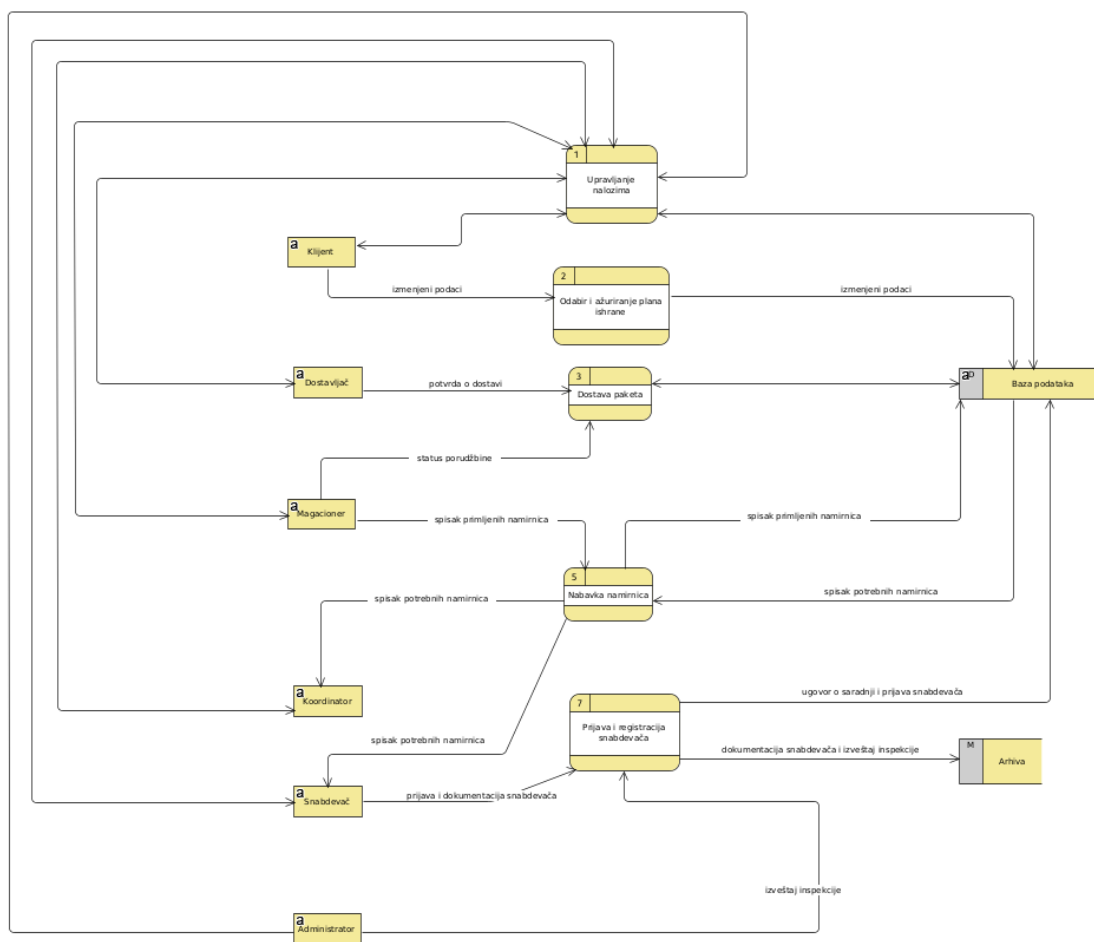 1
Upravljanje
nalozima
a
Klijent
2
izmenjeni podaci
Odabir i ažuriranje plana
ishrane
izmenjeni podaci
a
Dostavljač
potvrda o dostavi
3
Dostava paketa
a D
Baza podataka
status porudžbine
a
Magacioner
spisak primljenih namirnica
spisak primljenih namirnica
5
Nabavka namirnica
spisak potrebnih namirnica
spisak potrebnih namirnica
a
Koordinator
7
Prijava i registracija
snabdevača
ugovor o saradnji i prijava snabdevača
spisak potrebnih namirnica
dokumentacija snabdevača i izveštaj inspekcije
M
Arhiva
a
Snabdevač
prijava i dokumentacija snabdevača
izveštaj inspekcije
a
Administrator